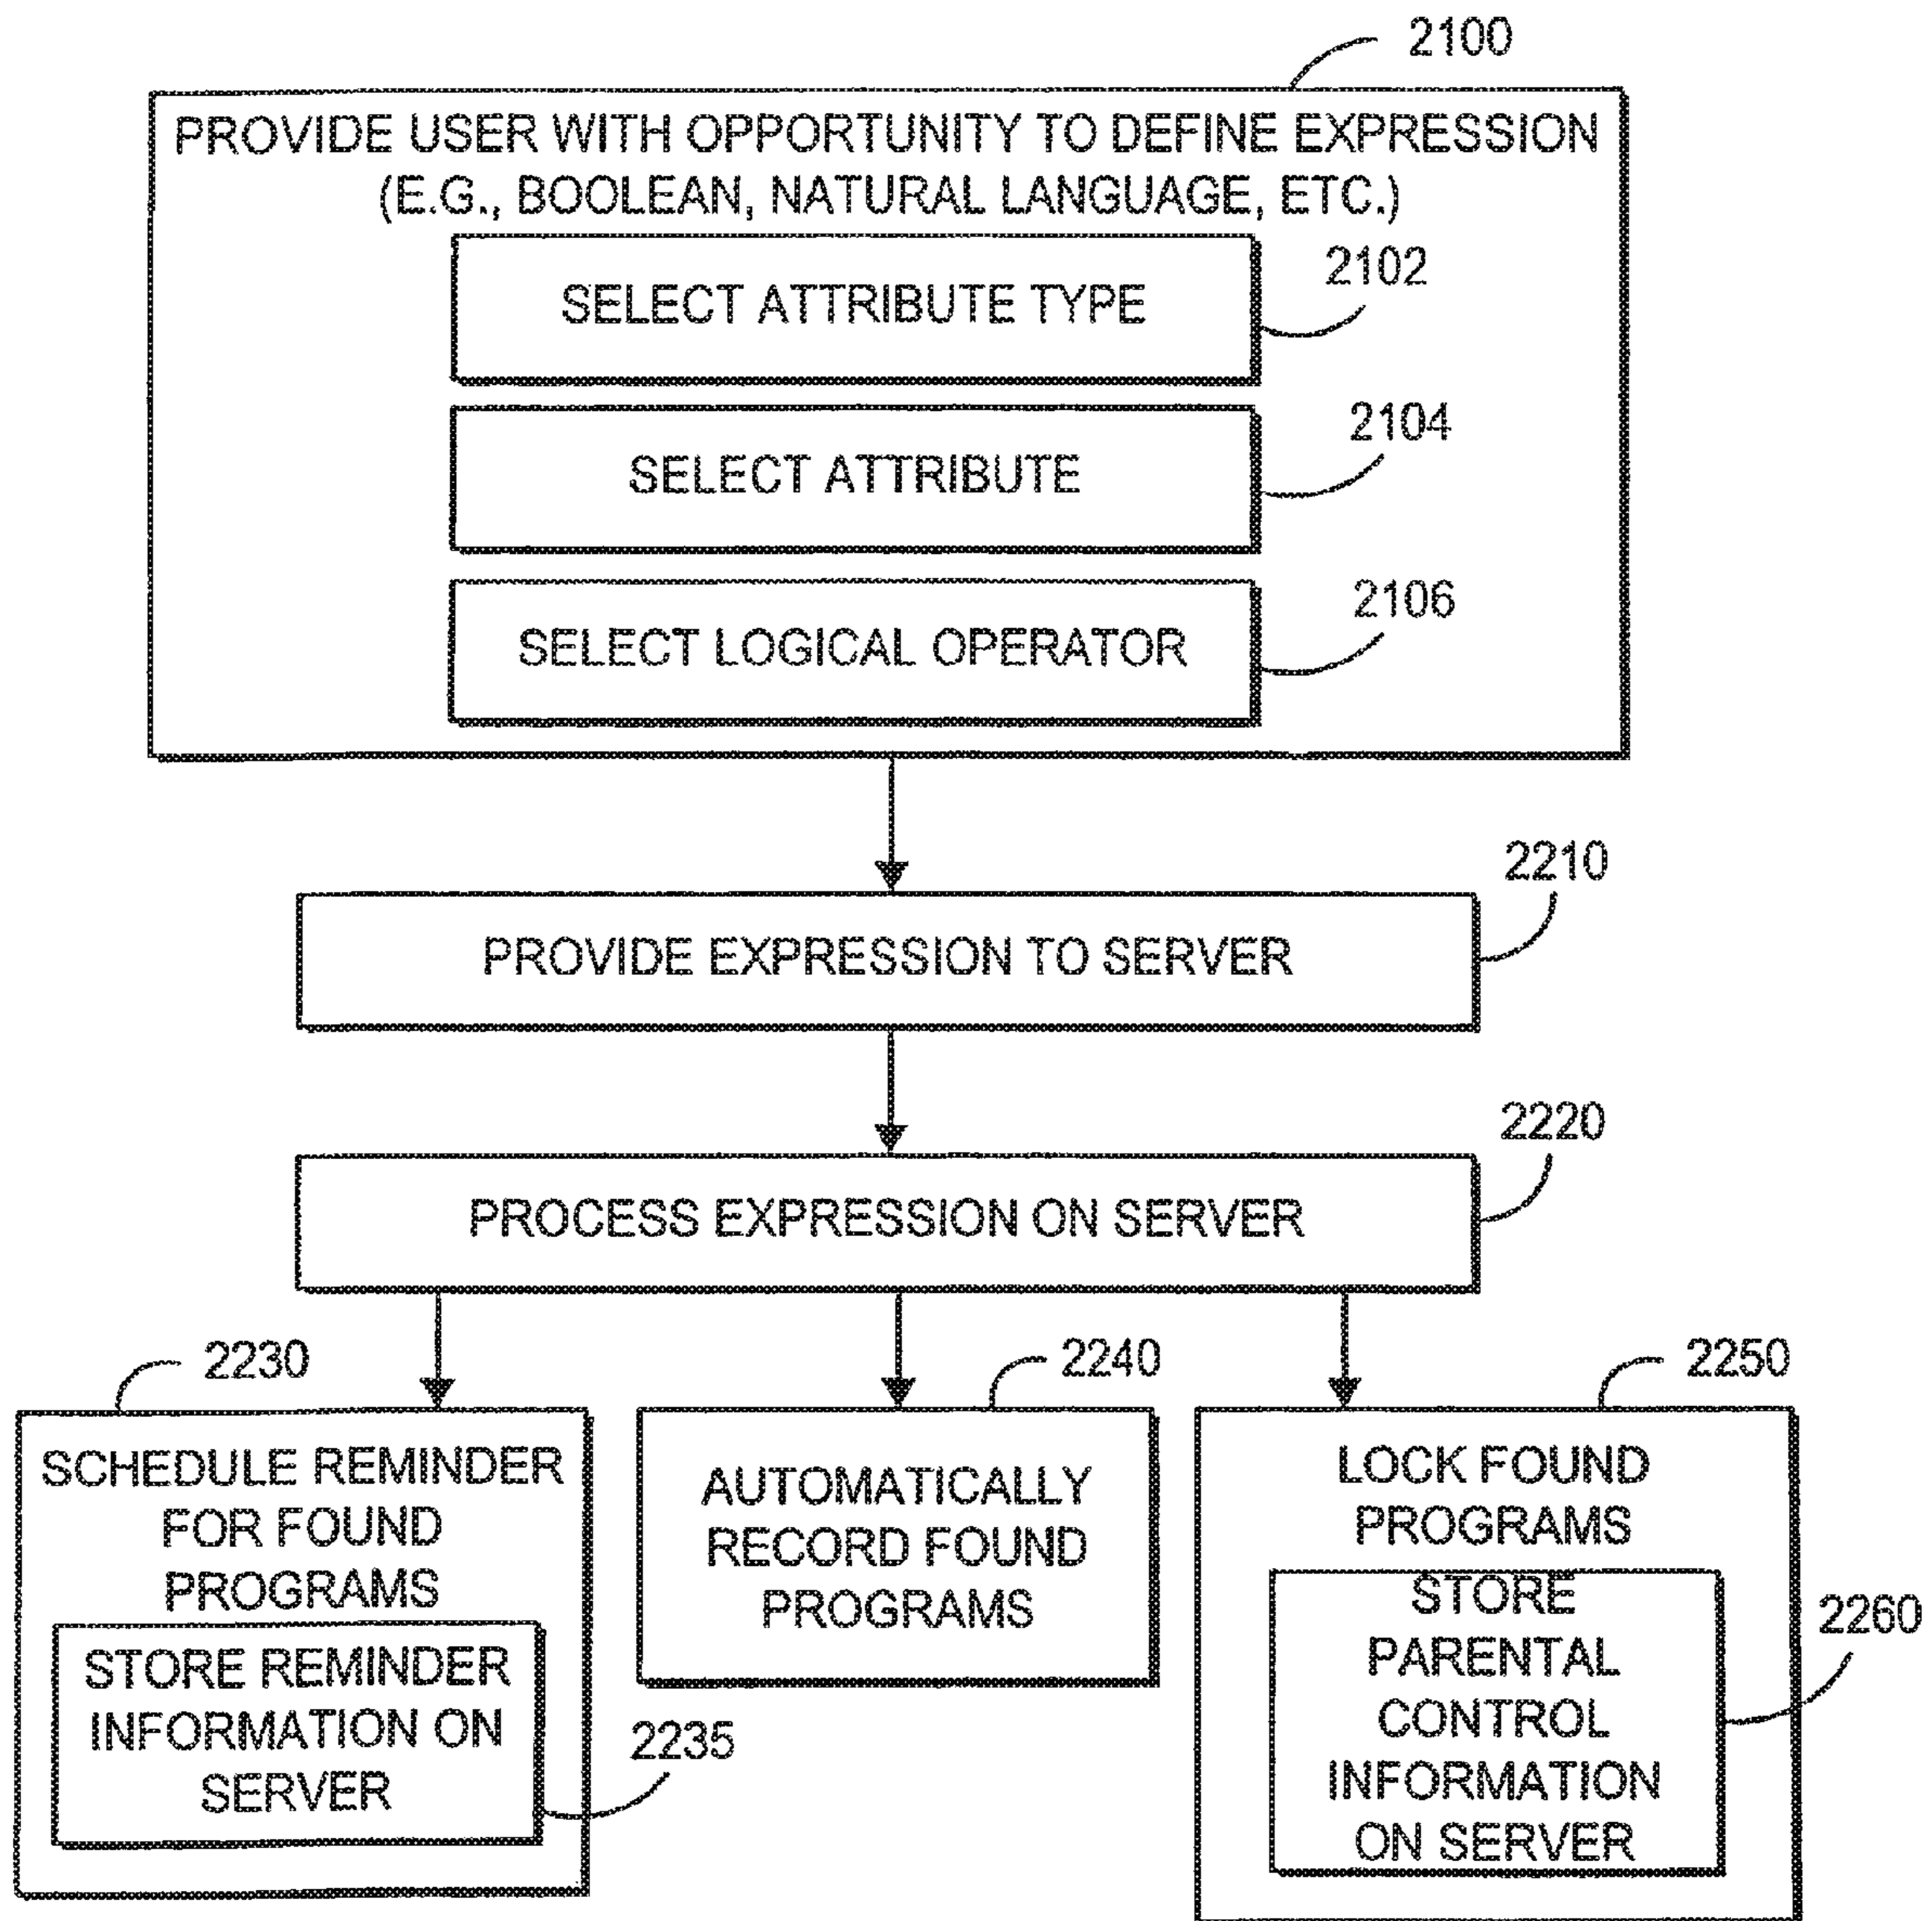 2100
PROVIDE USER WITH OPPORTUNITY TO DEFINE EXPRESSION
(E.G., BOOLEAN, NATURAL LANGUAGE, ETC.)
2102
SELECT ATTRIBUTE TYPE
2104
SELECT ATTRIBUTE
2106
SELECT LOGICAL OPERATOR
2210
PROVIDE EXPRESSION TO SERVER
2220
PROCESS EXPRESSION ON SERVER
2230
SCHEDULE REMINDER
FOR FOUND
PROGRAMS
STORE REMINDER
INFORMATION ON
SERVER
2235
2240
AUTOMATICALLY
RECORD FOUND
PROGRAMS
2250
LOCK FOUND
PROGRAMS
STORE
PARENTAL
CONTROL
INFORMATION
ON SERVER
2260